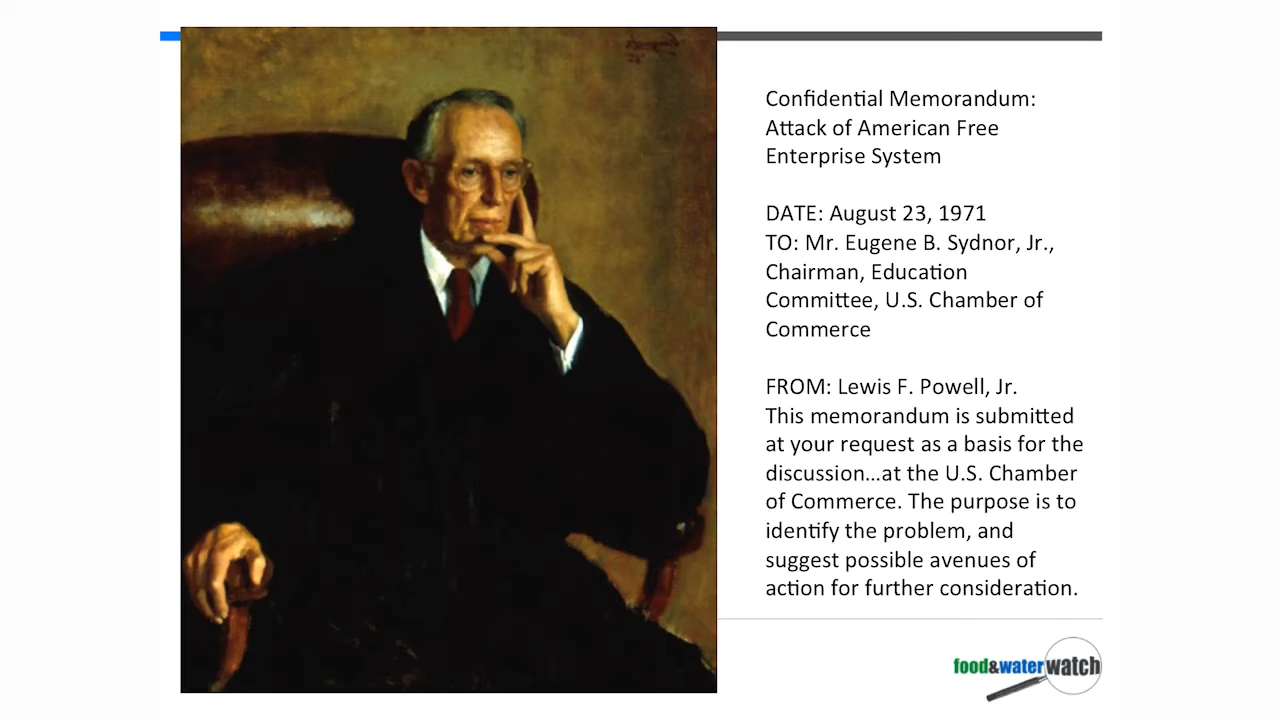 Confidential Memorandum:
Attack of American Free
Enterprise System
DATE: August 23, 1971
TO: Mr. Eugene B. Sydnor, Jr.,
Chairman, Education
Committee, U.S. Chamber of
Commerce
FROM: Lewis F. Powell, Jr.
This memorandum is submitted
at your request as a basis for the
discussion…at the U.S. Chamber
of Commerce. The purpose is to
identify the problem, and
suggest possible avenues of
action for further consideration.
food&waterwatch